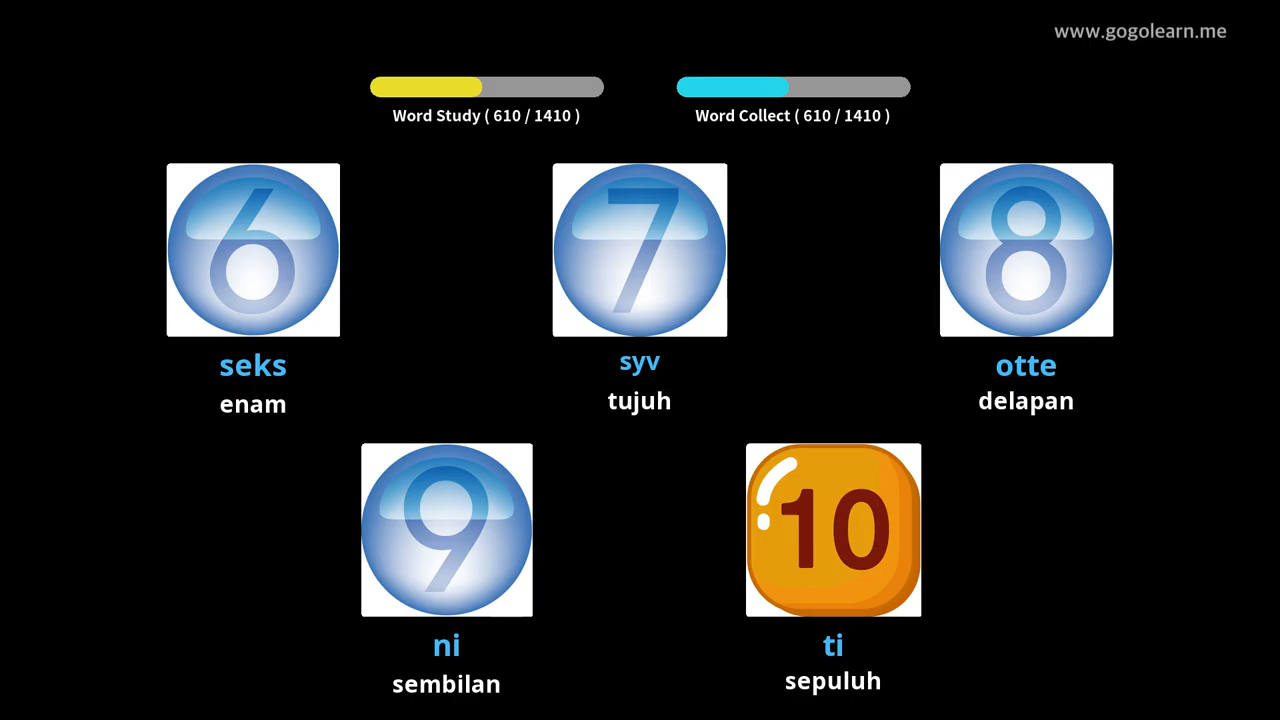 www.gogolearn.me
Word Study ( 610 / 1410 )
Word Collect ( 610 / 1410 )
6
7
8
seks
syv
otte
enam
tujuh
delapan
9
10
ni
ti
sembilan
sepuluh